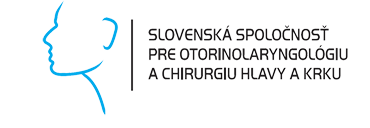 SLOVENSKÁ SPOLOČNOSŤ
PRE OTORINOLARYNGOLÓGIU
A CHIRURGIU HLAVY A KRKU